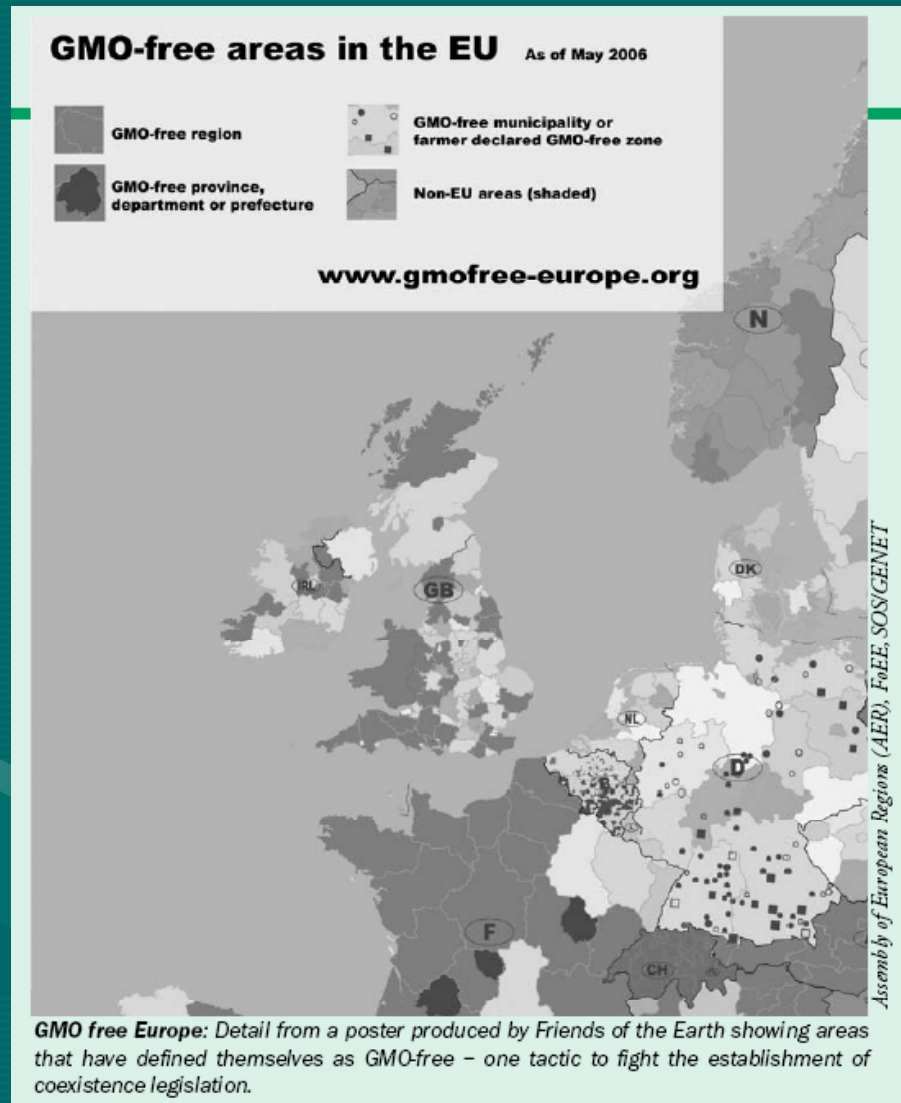 GMO-free areas in the EU As of May 2006
GMO-free region
GMO-free municipality or
farmer declared GMO-free zone
GMO-free province,
department or prefecture
Non-EU areas (shaded)
www.gmofree-europe.org
N
DK
IRL
GB
NL
D
B
F
CH
Assembly of European Regions (AER), FoEE, SOS/GENET
GMO free Europe: Detail from a poster produced by Friends of the Earth showing areas
that have defined themselves as GMO-free – one tactic to fight the establishment of
coexistence legislation.